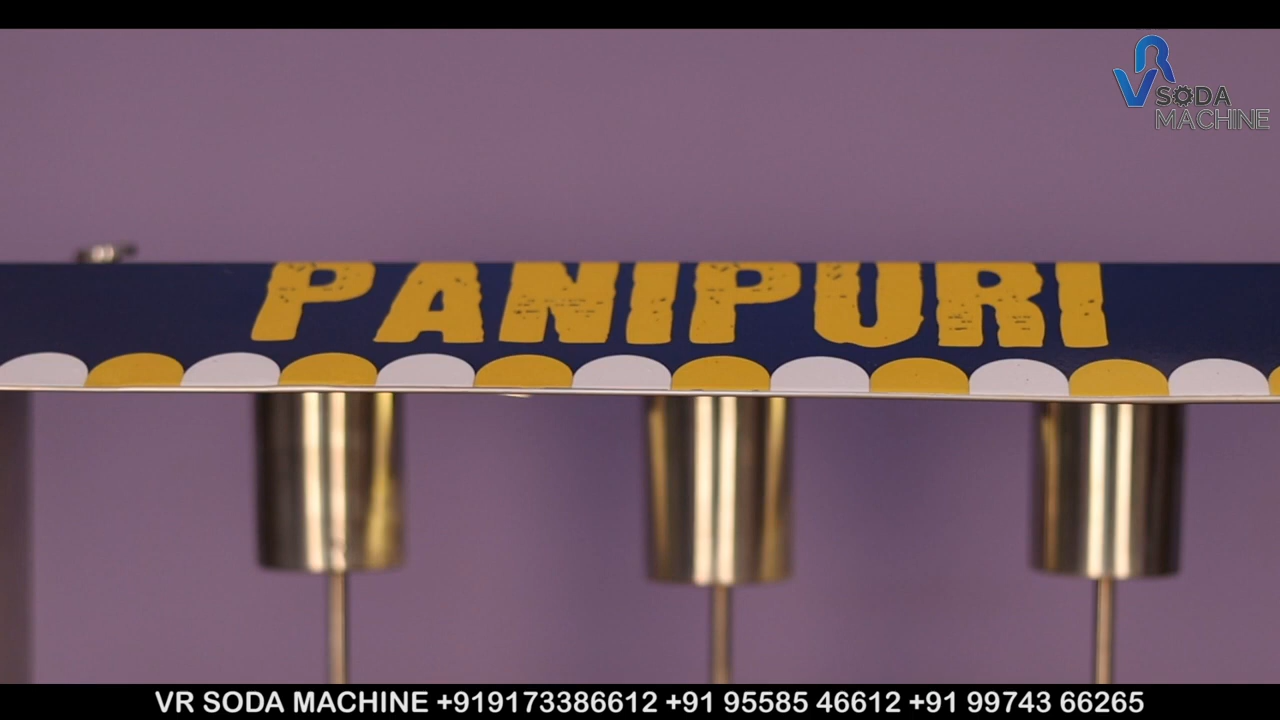 VR
SODA
MACHINE
PANIPURI
VR SODA MACHINE +919173386612 +91 95585 46612 +91 99743 66265